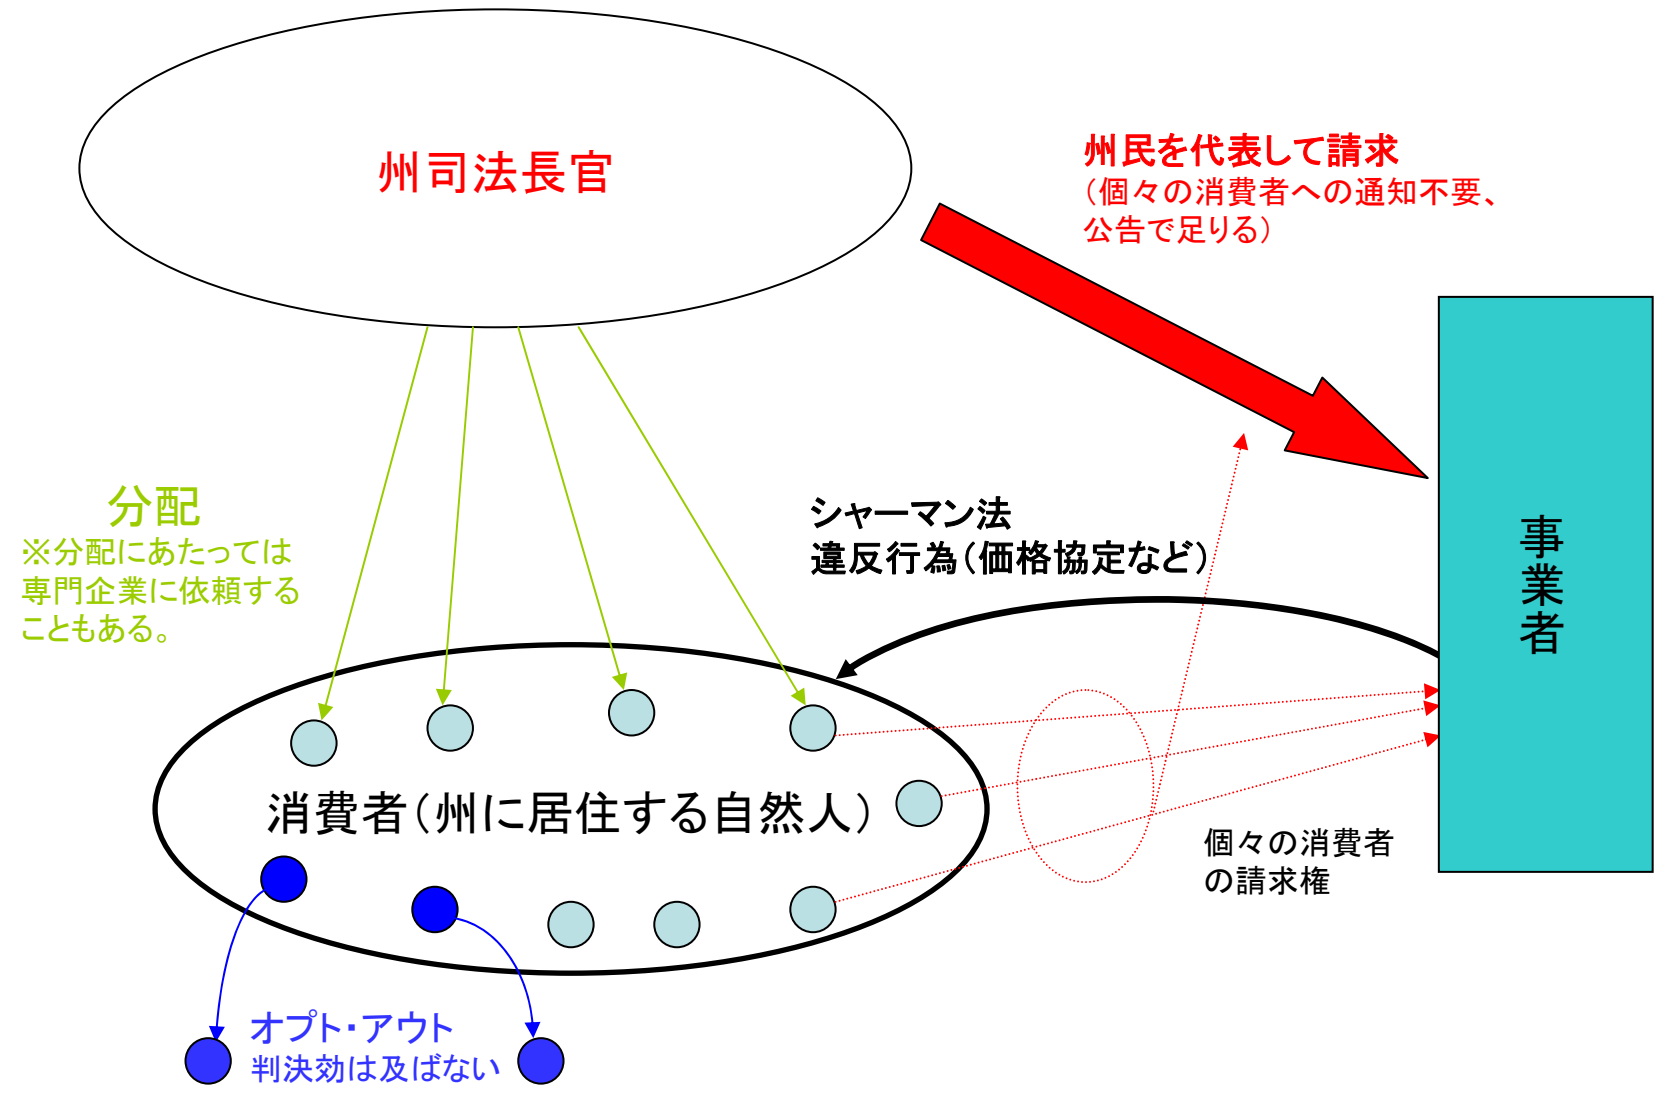 州司法長官
州民を代表して請求
（個々の消費者への通知不要、
公告で足りる）
分配
※分配にあたっては
専門企業に依頼する
こともある。
シャーマン法
違反行為（価格協定など）
事業者
消費者（州に居住する自然人）
個々の消費者
の請求権
オプト・アウト
判決効は及ばない